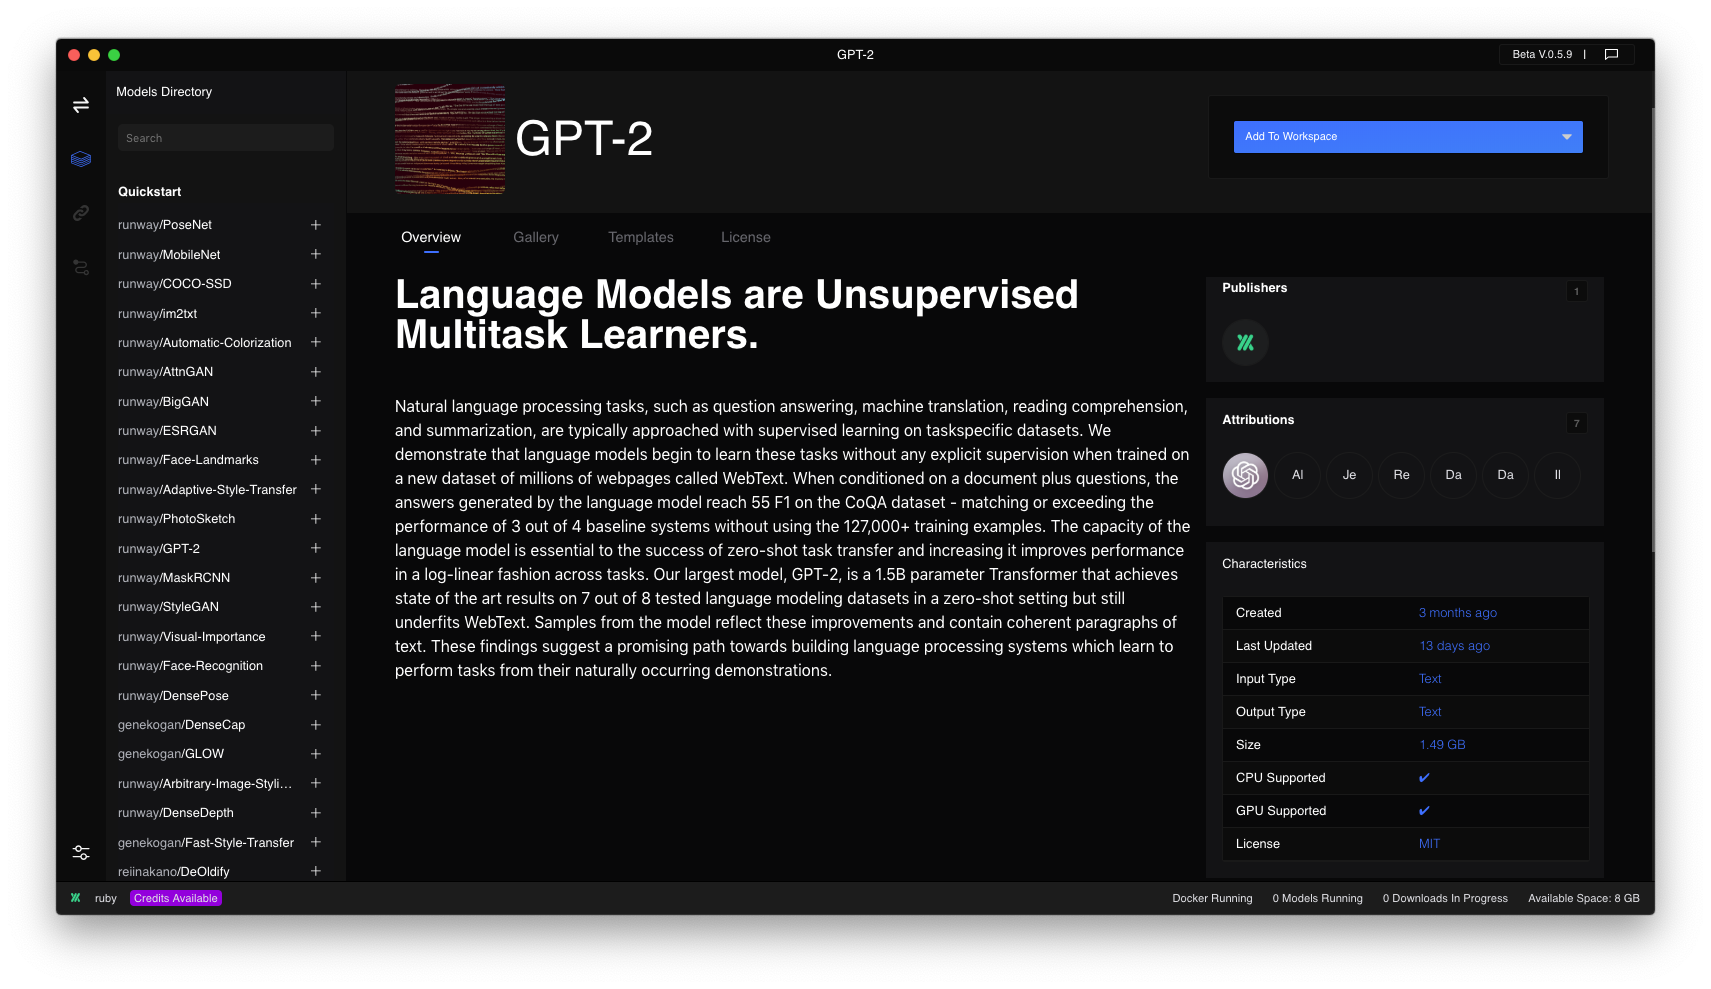 GPT-2
Beta V.0.5.9 |
Models Directory
Search
Quickstart
runway/PoseNet +
runway/MobileNet +
runway/COCO-SSD +
runway/im2txt +
runway/Automatic-Colorization +
runway/AttnGAN +
runway/BigGAN +
runway/ESRGAN +
runway/Face-Landmarks +
runway/Adaptive-Style-Transfer +
runway/PhotoSketch +
runway/GPT-2 +
runway/MaskRCNN +
runway/StyleGAN +
runway/Visual-Importance +
runway/Face-Recognition +
runway/DensePose +
genekogan/DenseCap +
genekogan/GLOW +
runway/Arbitrary-Image-Styli... +
runway/DenseDepth +
genekogan/Fast-Style-Transfer +
reiinakano/DeOldify +
GPT-2
Add To Workspace
Overview Gallery Templates License
Language Models are Unsupervised
Multitask Learners.
Natural language processing tasks, such as question answering, machine translation, reading comprehension,
and summarization, are typically approached with supervised learning on taskspecific datasets. We
demonstrate that language models begin to learn these tasks without any explicit supervision when trained on
a new dataset of millions of webpages called WebText. When conditioned on a document plus questions, the
answers generated by the language model reach 55 F1 on the CoQA dataset - matching or exceeding the
performance of 3 out of 4 baseline systems without using the 127,000+ training examples. The capacity of the
language model is essential to the success of zero-shot task transfer and increasing it improves performance
in a log-linear fashion across tasks. Our largest model, GPT-2, is a 1.5B parameter Transformer that achieves
state of the art results on 7 out of 8 tested language modeling datasets in a zero-shot setting but still
underfits WebText. Samples from the model reflect these improvements and contain coherent paragraphs of
text. These findings suggest a promising path towards building language processing systems which learn to
perform tasks from their naturally occurring demonstrations.
Publishers 1
Attributions 7
Al Je Re Da Da Il
Characteristics
Created 3 months ago
Last Updated 13 days ago
Input Type Text
Output Type Text
Size 1.49 GB
CPU Supported ✔
GPU Supported ✔
License MIT
ruby Credits Available
Docker Running 0 Models Running 0 Downloads In Progress Available Space: 8 GB